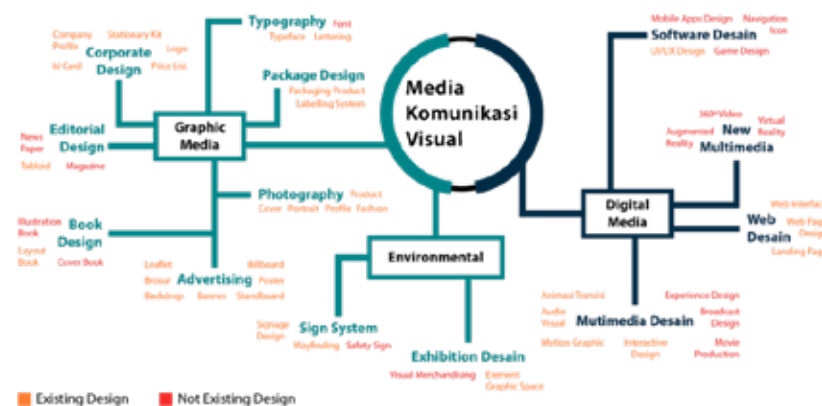 Typography
Font
Typeface Lettering
Company
Profile
Stationary Kit
Logo
Corporate
Design
Id Card
Price List
Package Design
Packaging Product
Labelling System
Graphic
Media
News
Paper
Editorial
Design
Tabloid
Magazine
Photography
Product
Cover Portrait Profile Fashion
Illustration
Book
Book
Design
Layout
Book
Cover Book
Leaflet
Billboard
Brosur
Advertising
Poster
Backdrop Banner Standboard
Media
Komunikasi
Visual
Environmental
Signage
Design
Sign System
Wayfinding Safety Sign
Exhibition Desain
Visual Merchandising
Element
Graphic Space
Mobile Apps Design
Navigation
Icon
Software Desain
UI/UX Design Game Design
360° Video
Virtual
Reality
Augmented
Reality
New
Multimedia
Digital
Media
Web Interfac
Web
Desain
Web Pag
Desig
Landing Pag
Animasi Transisi
Experience Design
Audio
Visual
Mutimedia Desain
Broadcast
Design
Motion Graphic
Interactive
Design
Movie
Production
Existing Design
Not Existing Design